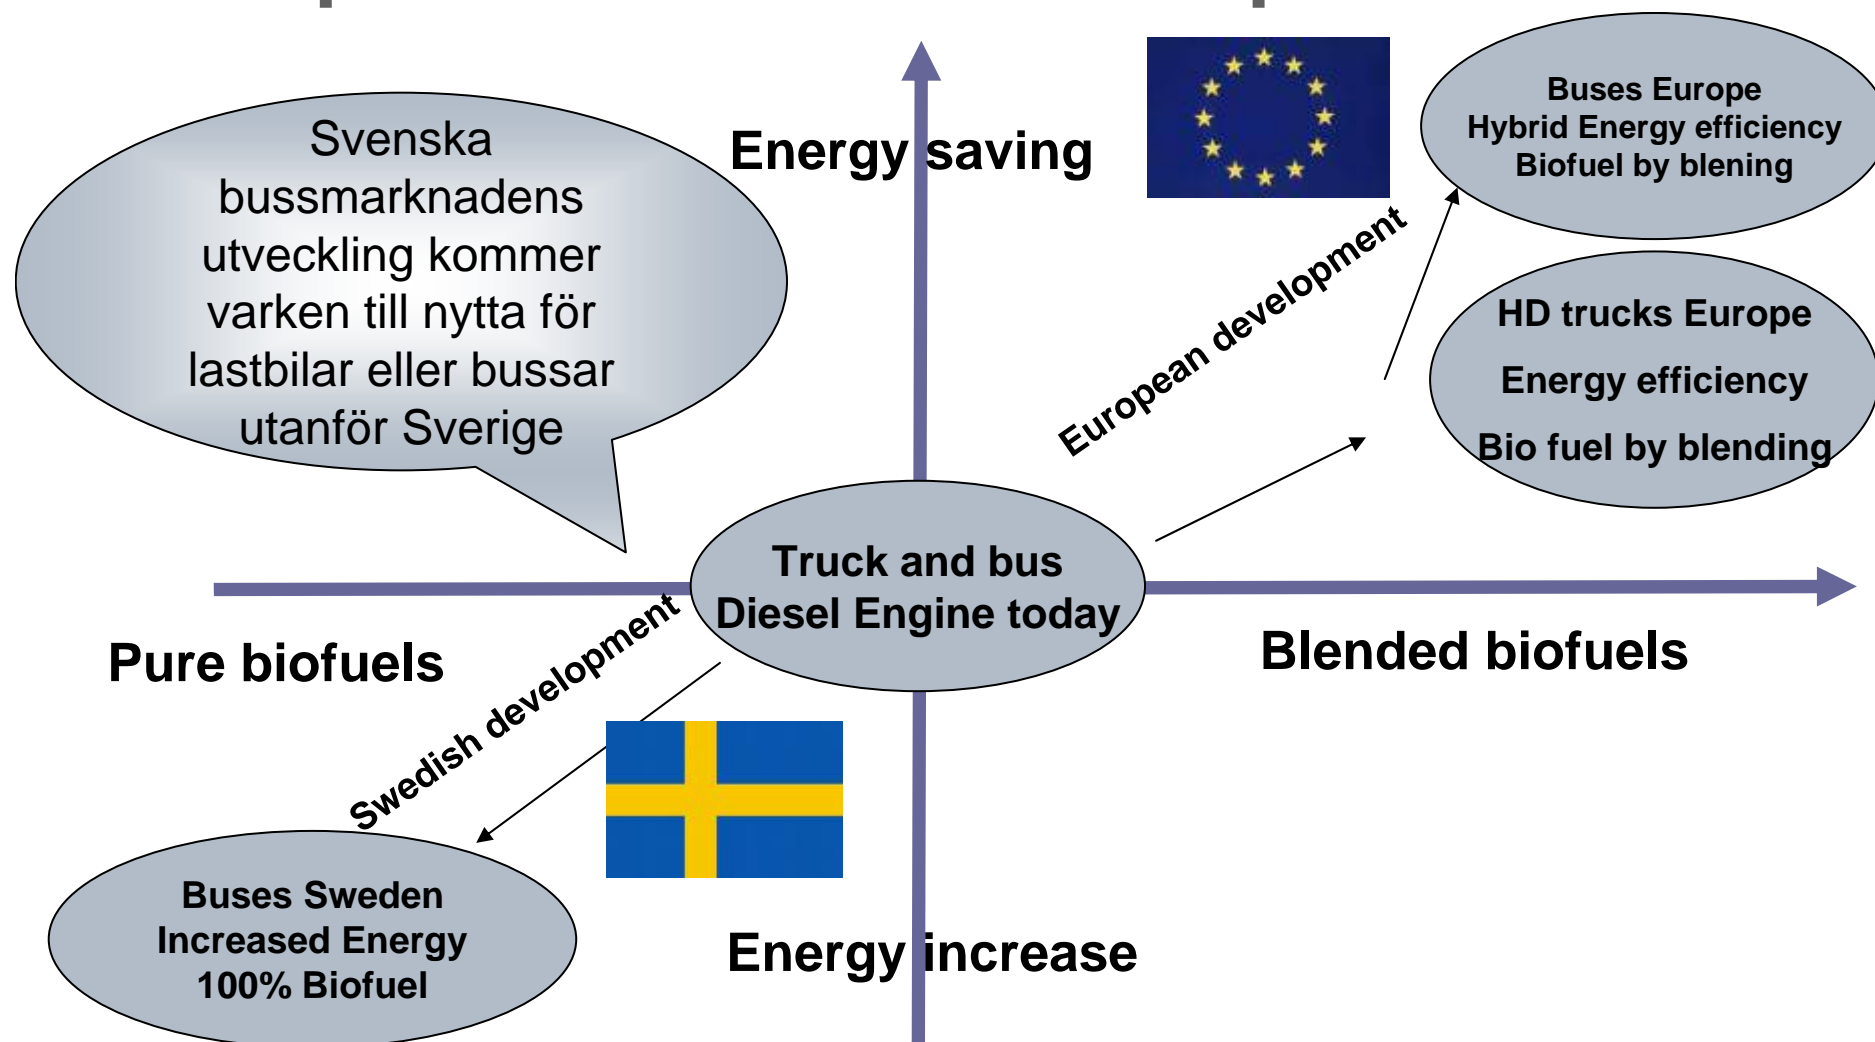 Svenska
bussmarknadens
utveckling kommer
varken till nytta för
lastbilar eller bussar
utanför Sverige
Energy saving
Buses Europe
Hybrid Energy efficiency
Biofuel by blening
European development
HD trucks Europe
Energy efficiency
Bio fuel by blending
Truck and bus
Diesel Engine today
Pure biofuels
Blended biofuels
Swedish development
Buses Sweden
Increased Energy
100% Biofuel
Energy increase